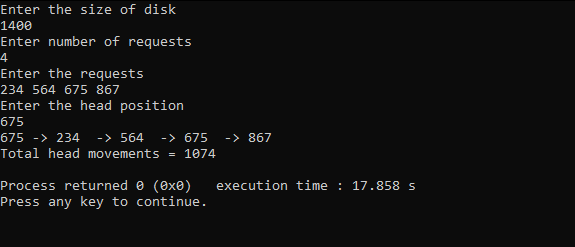 Enter the size of disk
1400
Enter number of requests
4
Enter the requests
234 564 675 867
Enter the head position
675
675 -> 234  -> 564  -> 675  -> 867
Total head movements = 1074
Process returned 0 (0x0)   execution time : 17.858 s
Press any key to continue.